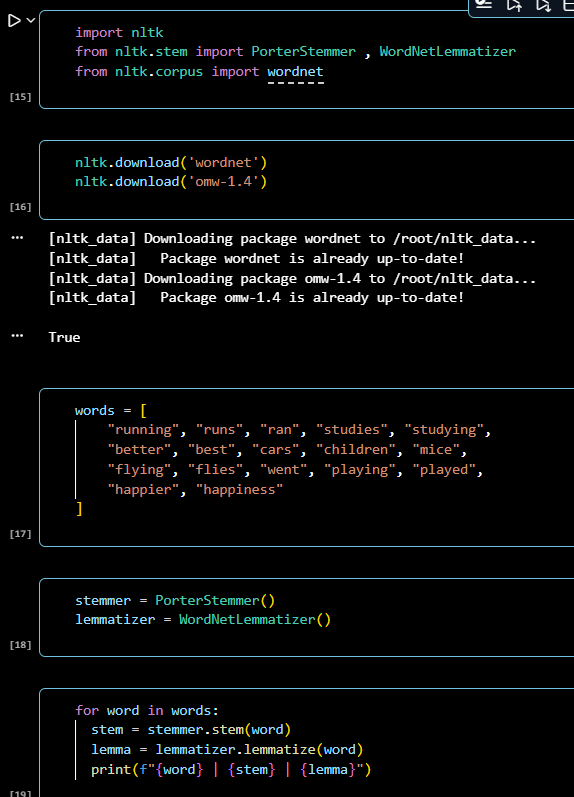 import nltk
from nltk.stem import PorterStemmer , WordNetLemmatizer
from nltk.corpus import wordnet
[15]
nltk.download('wordnet')
nltk.download('omw-1.4')
[16]
... [nltk_data] Downloading package wordnet to /root/nltk_data...
[nltk_data]   Package wordnet is already up-to-date!
[nltk_data] Downloading package omw-1.4 to /root/nltk_data...
[nltk_data]   Package omw-1.4 is already up-to-date!
... True
words = [
    "running", "runs", "ran", "studies", "studying",
    "better", "best", "cars", "children", "mice",
    "flying", "flies", "went", "playing", "played",
    "happier", "happiness"
]
[17]
stemmer = PorterStemmer()
lemmatizer = WordNetLemmatizer()
[18]
for word in words:
  stem = stemmer.stem(word)
  lemma = lemmatizer.lemmatize(word)
  print(f"{word} | {stem} | {lemma}")
[19]